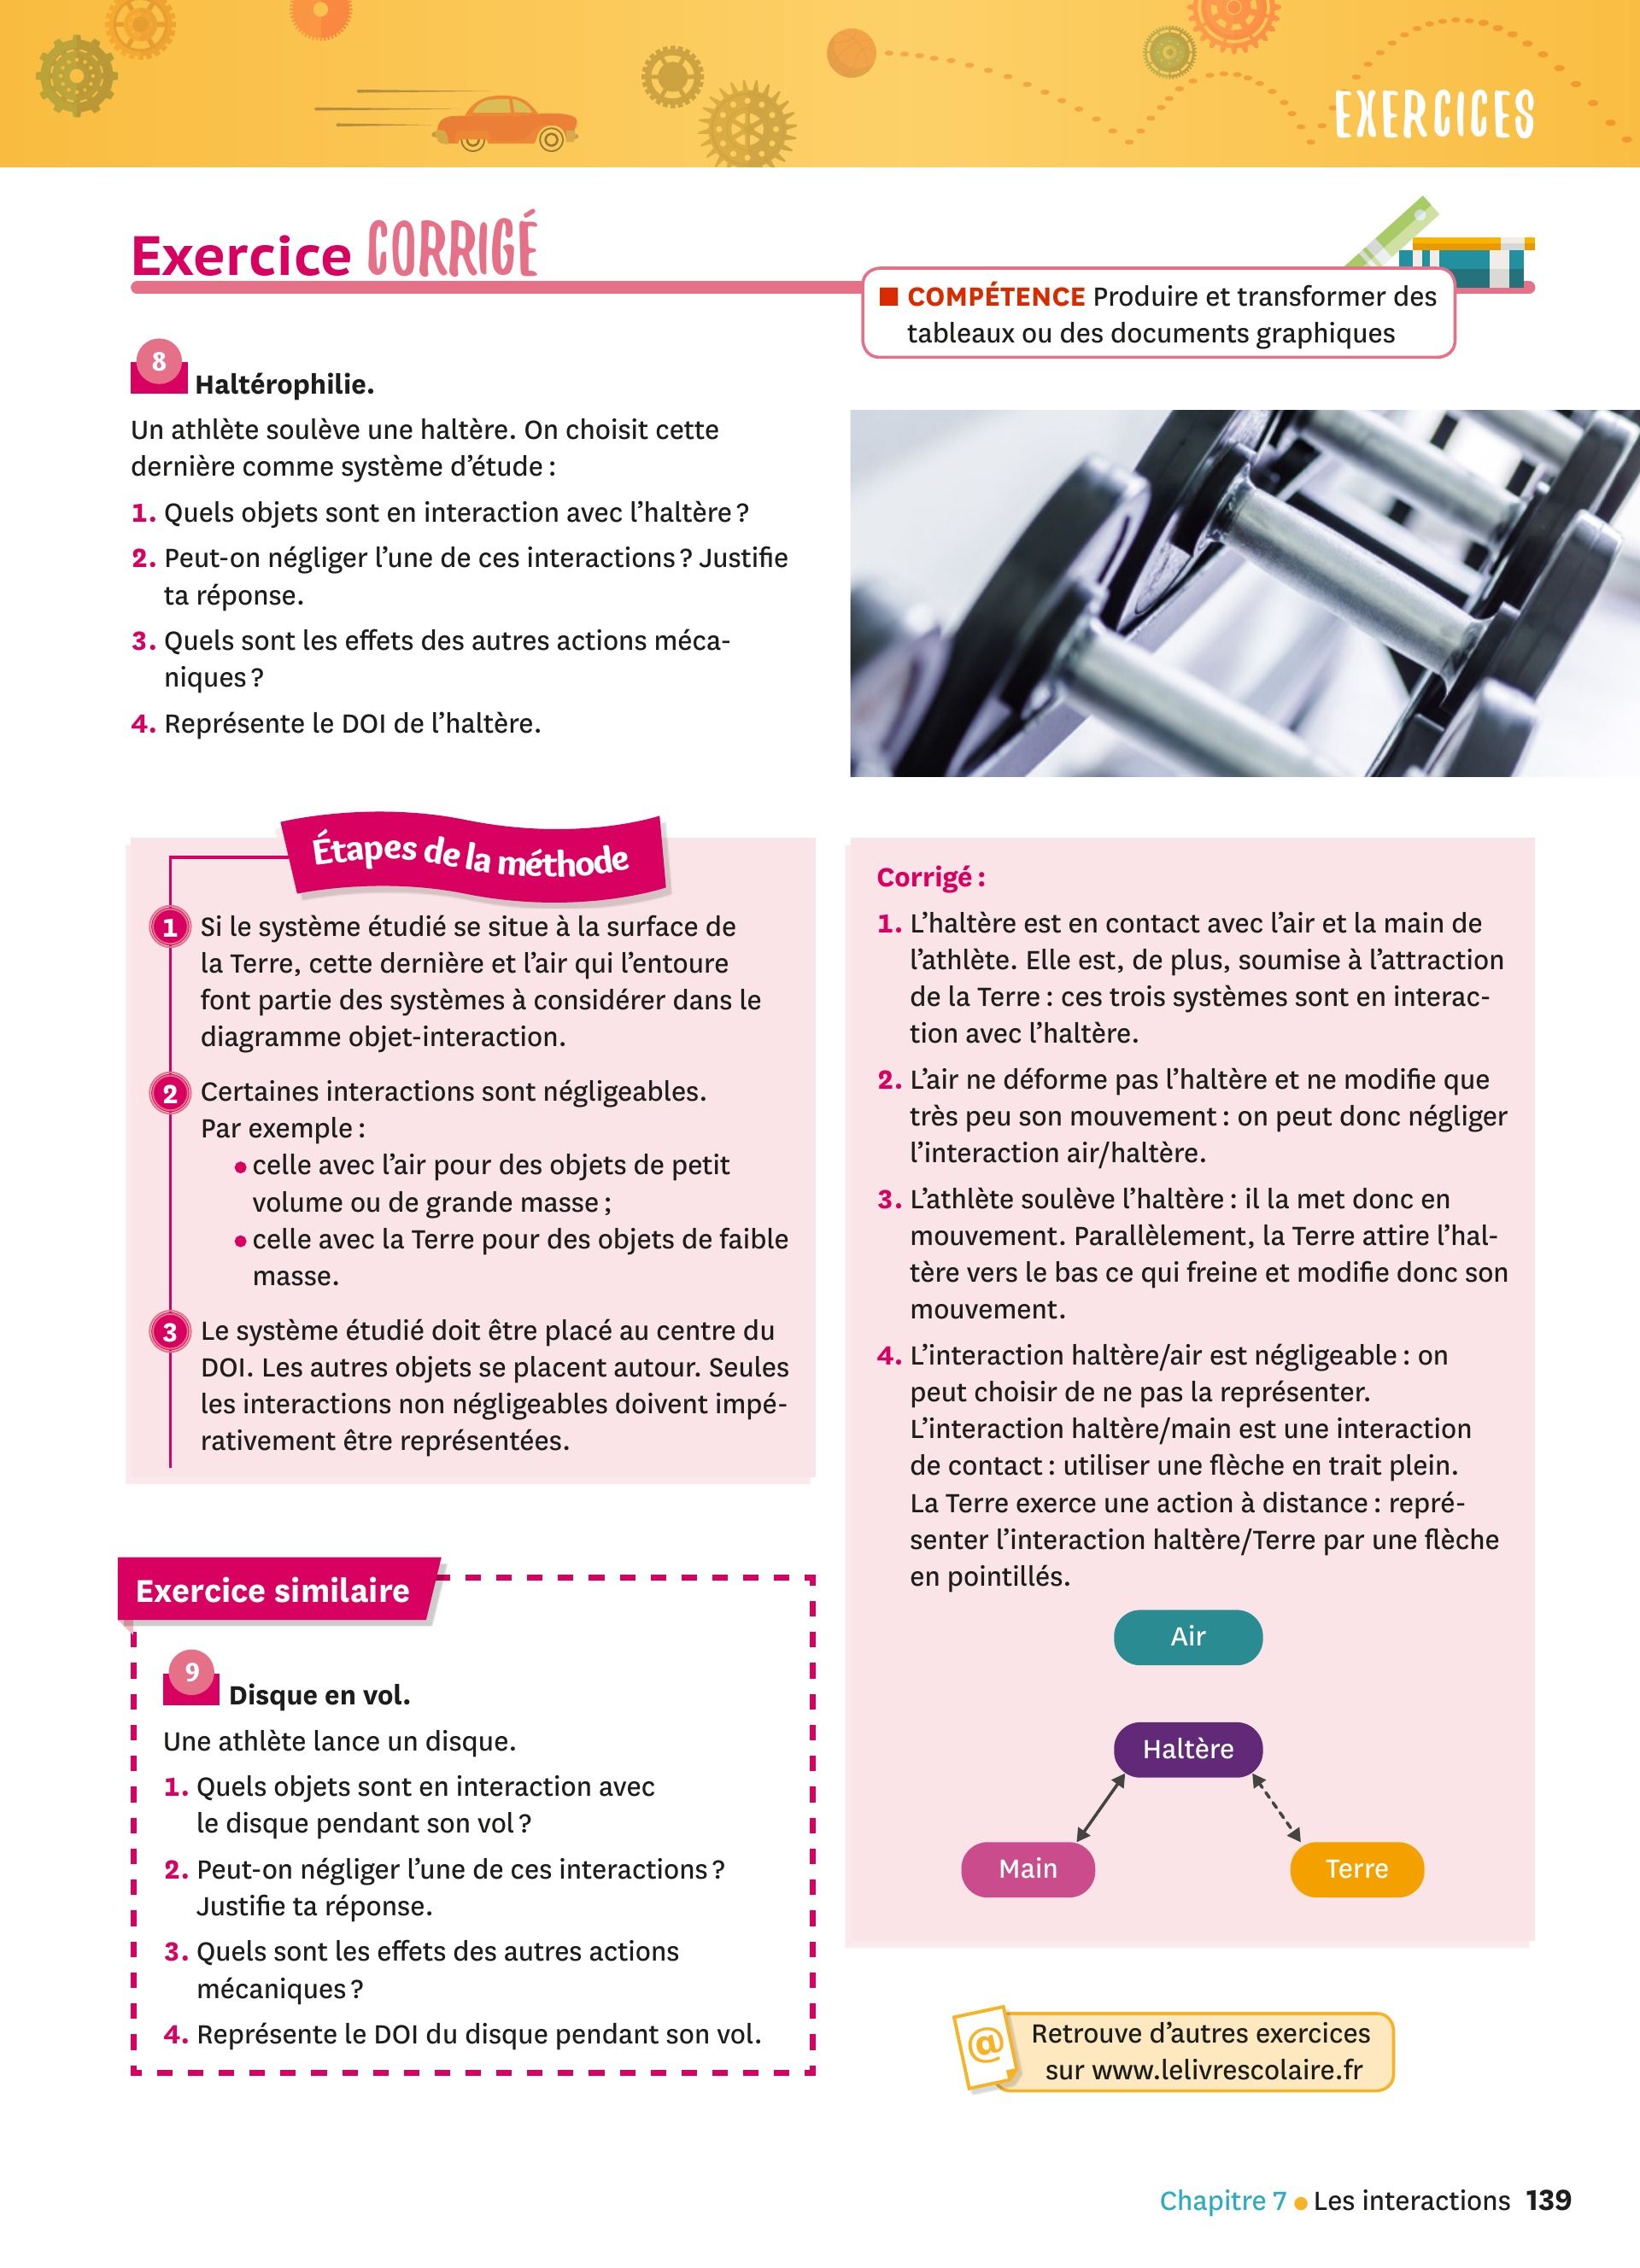 EXERCICES
Exercice CORRIGÉ
■ COMPÉTENCE Produire et transformer des
tableaux ou des documents graphiques
8
Haltérophilie.
Un athlète soulève une haltère. On choisit cette
dernière comme système d’étude :
1. Quels objets sont en interaction avec l’haltère ?
2. Peut-on négliger l’une de ces interactions ? Justifie
ta réponse.
3. Quels sont les effets des autres actions méca-
niques ?
4. Représente le DOI de l’haltère.
Étapes de la méthode
1 Si le système étudié se situe à la surface de
la Terre, cette dernière et l’air qui l’entoure
font partie des systèmes à considérer dans le
diagramme objet-interaction.
2 Certaines interactions sont négligeables.
Par exemple :
• celle avec l’air pour des objets de petit
volume ou de grande masse ;
• celle avec la Terre pour des objets de faible
masse.
3 Le système étudié doit être placé au centre du
DOI. Les autres objets se placent autour. Seules
les interactions non négligeables doivent impé-
rativement être représentées.
Exercice similaire
9
Disque en vol.
Une athlète lance un disque.
1. Quels objets sont en interaction avec
le disque pendant son vol ?
2. Peut-on négliger l’une de ces interactions ?
Justifie ta réponse.
3. Quels sont les effets des autres actions
mécaniques ?
4. Représente le DOI du disque pendant son vol.
Corrigé :
1. L’haltère est en contact avec l’air et la main de
l’athlète. Elle est, de plus, soumise à l’attraction
de la Terre : ces trois systèmes sont en interac-
tion avec l’haltère.
2. L’air ne déforme pas l’haltère et ne modifie que
très peu son mouvement : on peut donc négliger
l’interaction air/haltère.
3. L’athlète soulève l’haltère : il la met donc en
mouvement. Parallèlement, la Terre attire l’hal-
tère vers le bas ce qui freine et modifie donc son
mouvement.
4. L’interaction haltère/air est négligeable : on
peut choisir de ne pas la représenter.
L’interaction haltère/main est une interaction
de contact : utiliser une flèche en trait plein.
La Terre exerce une action à distance : repré-
senter l’interaction haltère/Terre par une flèche
en pointillés.
Air
Haltère
Main
Terre
@
Retrouve d’autres exercices
sur www.lelivrescolaire.fr
Chapitre 7 • Les interactions 139